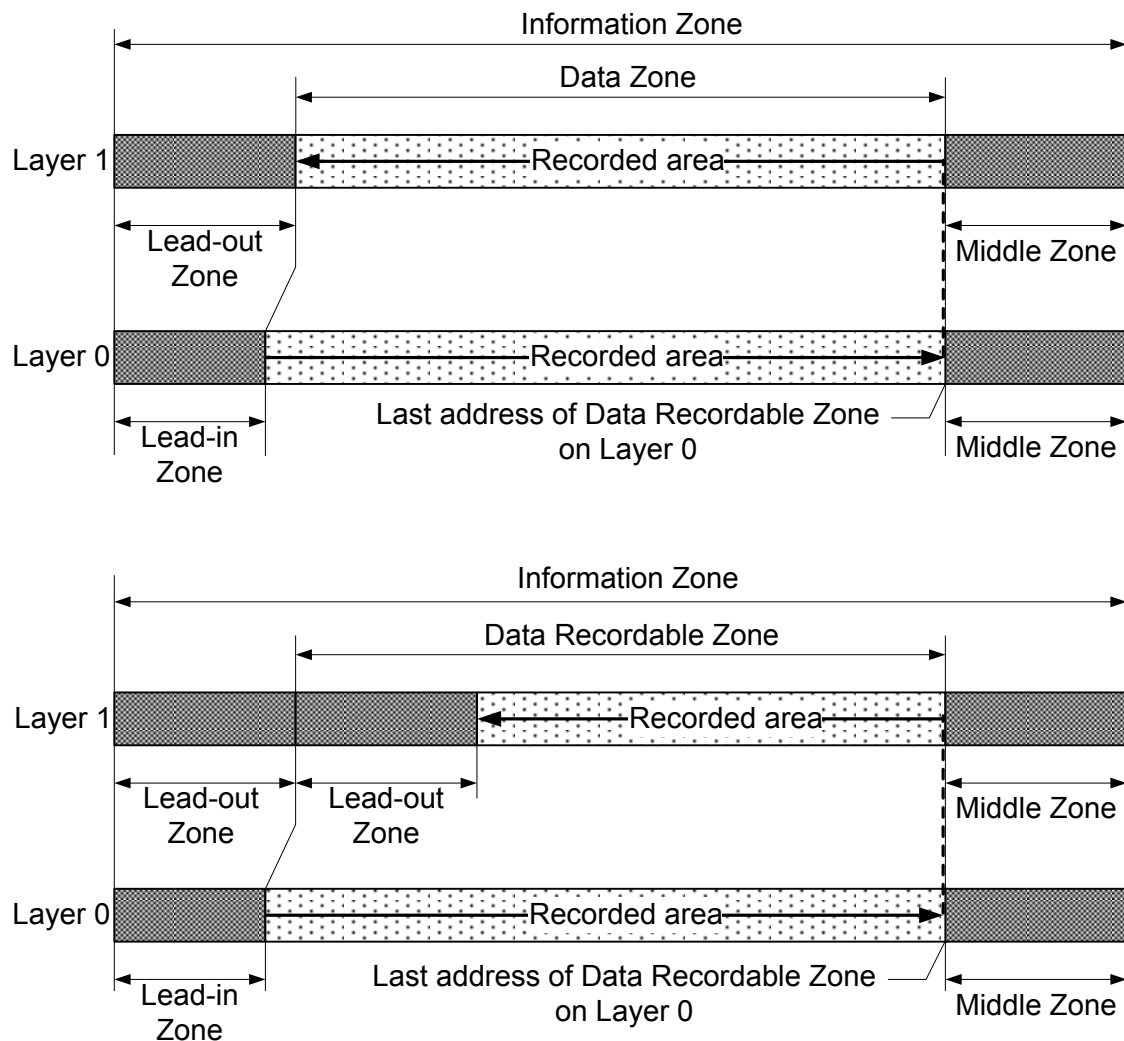 Information Zone
Data Zone
Layer 1
Recorded area
Lead-out
Zone
Middle Zone
Layer 0
Recorded area
Last address of Data Recordable Zone
on Layer 0
Lead-in
Zone
Middle Zone
Information Zone
Data Recordable Zone
Layer 1
Recorded area
Lead-out
Zone
Lead-out
Zone
Middle Zone
Layer 0
Recorded area
Last address of Data Recordable Zone
on Layer 0
Lead-in
Zone
Middle Zone